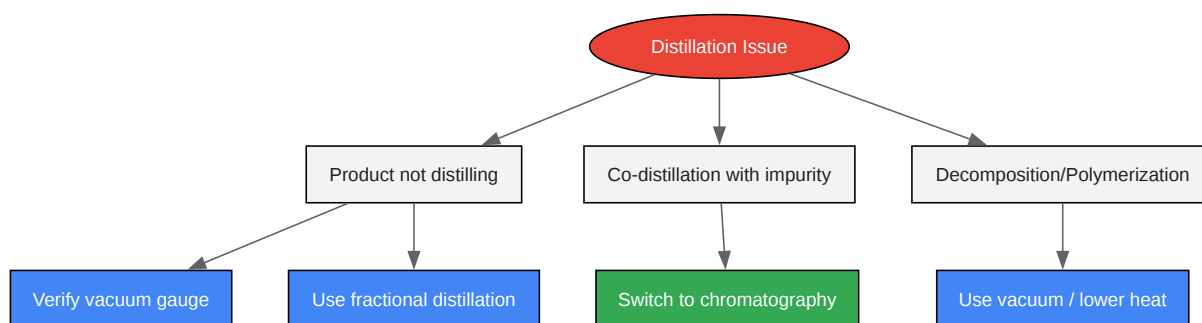 Distillation Issue
Product not distilling
Co-distillation with impurity
Decomposition/Polymerization
Verify vacuum gauge
Use fractional distillation
Switch to chromatography
Use vacuum / lower heat